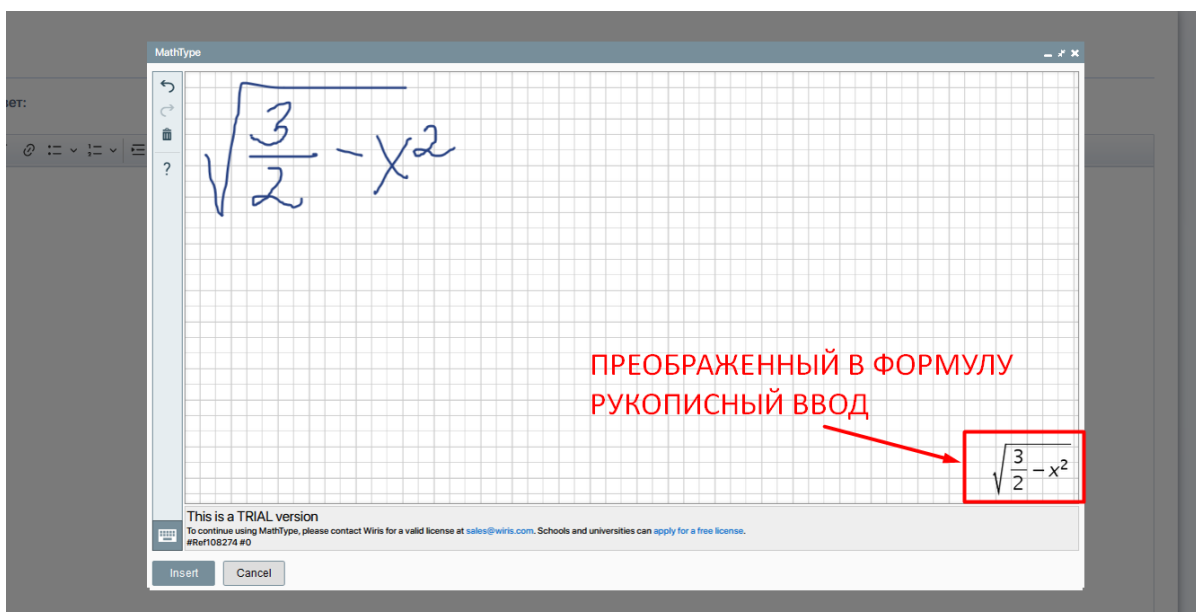 MathType
вет:
?
√(3/2) - x²
ПРЕОБРАЖЕННЫЙ В ФОРМУЛУ
РУКОПИСНЫЙ ВВОД
√(3/2 - x²)
This is a TRIAL version
To continue using MathType, please contact Wiris for a valid license at sales@wiris.com. Schools and universities can apply for a free license.
#Ref108274 #0
Insert Cancel